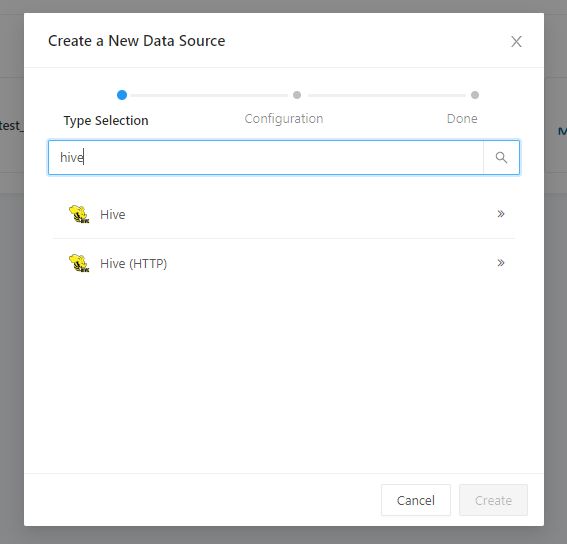 Create a New Data Source
Type Selection
Configuration
Done
test_
M
hive
Hive
Hive (HTTP)
Cancel
Create